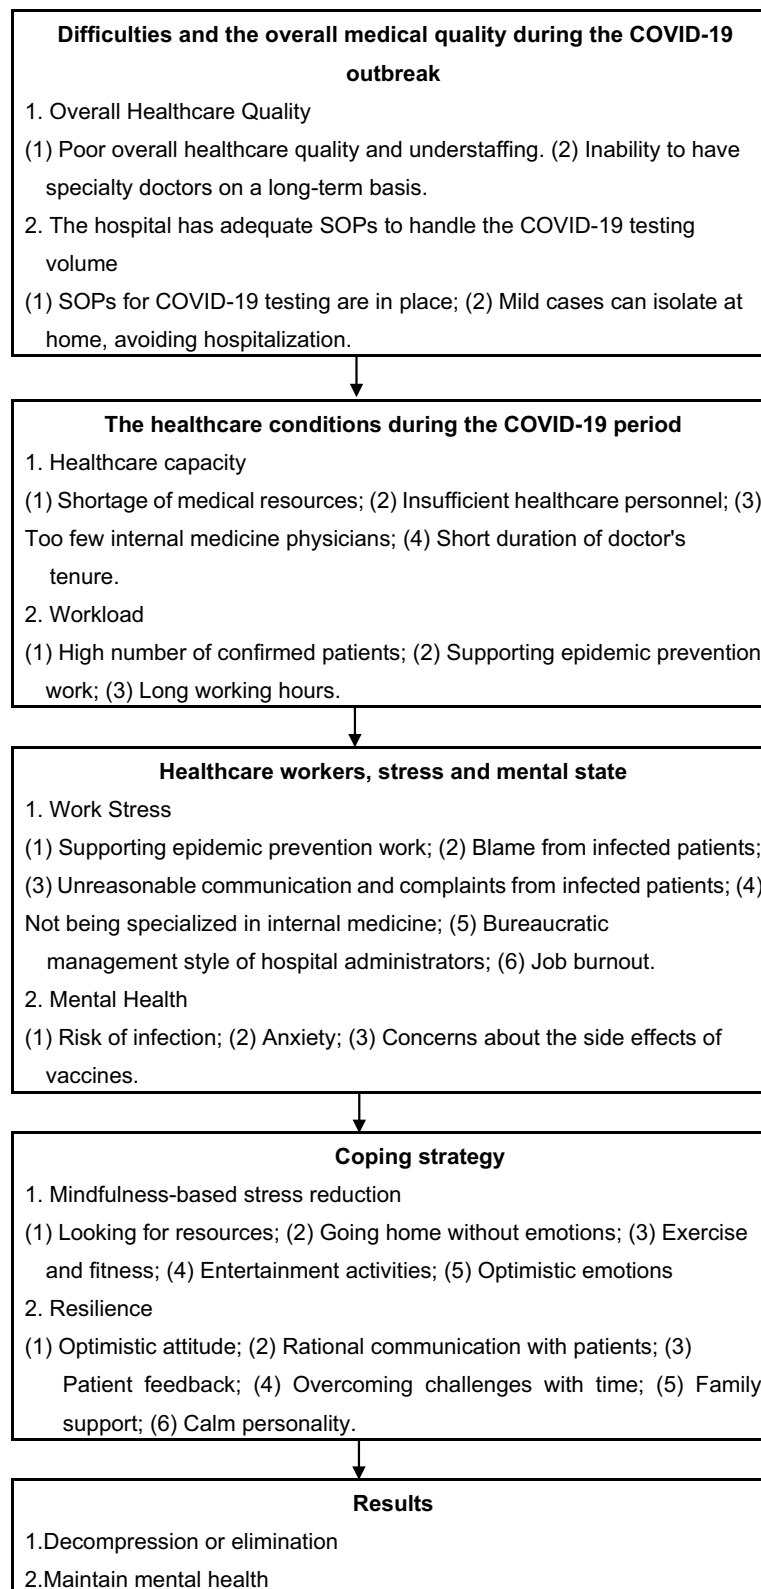 Difficulties and the overall medical quality during the COVID-19
outbreak
1. Overall Healthcare Quality
(1) Poor overall healthcare quality and understaffing. (2) Inability to have
specialty doctors on a long-term basis.
2. The hospital has adequate SOPs to handle the COVID-19 testing
volume
(1) SOPs for COVID-19 testing are in place; (2) Mild cases can isolate at
home, avoiding hospitalization.
The healthcare conditions during the COVID-19 period
1. Healthcare capacity
(1) Shortage of medical resources; (2) Insufficient healthcare personnel; (3)
Too few internal medicine physicians; (4) Short duration of doctor's
tenure.
2. Workload
(1) High number of confirmed patients; (2) Supporting epidemic prevention
work; (3) Long working hours.
Healthcare workers, stress and mental state
1. Work Stress
(1) Supporting epidemic prevention work; (2) Blame from infected patients;
(3) Unreasonable communication and complaints from infected patients; (4)
Not being specialized in internal medicine; (5) Bureaucratic
management style of hospital administrators; (6) Job burnout.
2. Mental Health
(1) Risk of infection; (2) Anxiety; (3) Concerns about the side effects of
vaccines.
Coping strategy
1. Mindfulness-based stress reduction
(1) Looking for resources; (2) Going home without emotions; (3) Exercise
and fitness; (4) Entertainment activities; (5) Optimistic emotions
2. Resilience
(1) Optimistic attitude; (2) Rational communication with patients; (3)
Patient feedback; (4) Overcoming challenges with time; (5) Family
support; (6) Calm personality.
Results
1.Decompression or elimination
2.Maintain mental health